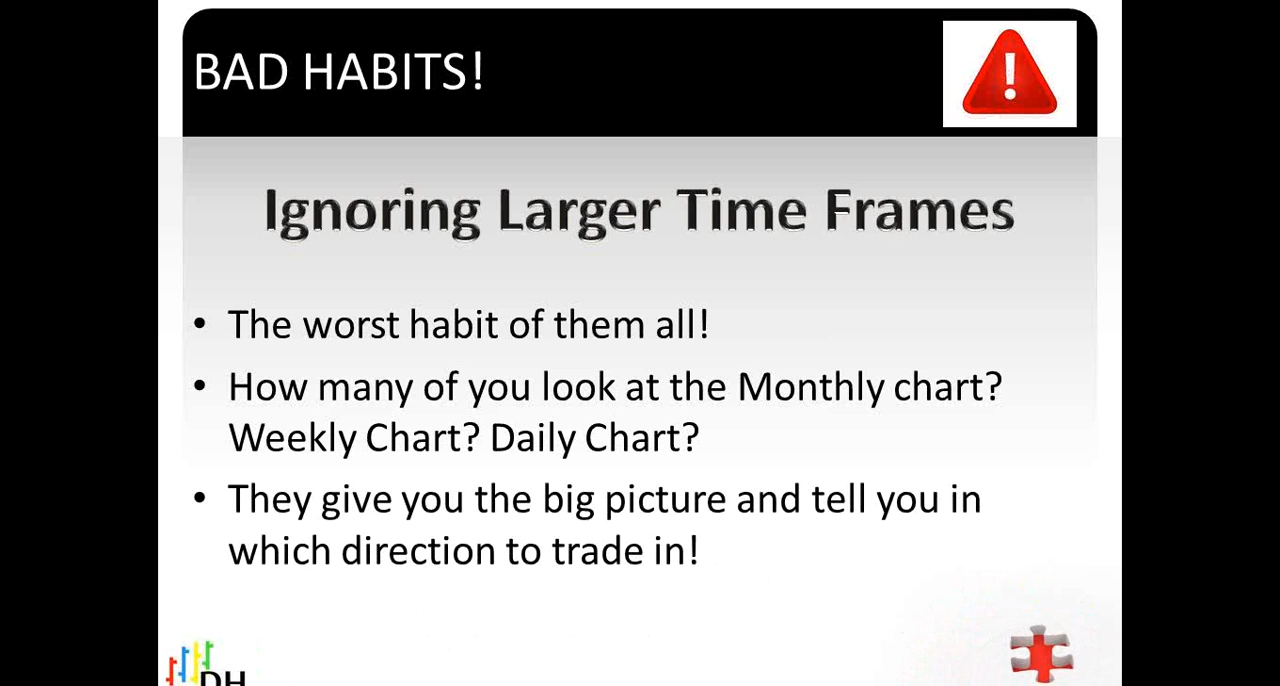 BAD HABITS!
Ignoring Larger Time Frames
• The worst habit of them all!
• How many of you look at the Monthly chart?
Weekly Chart? Daily Chart?
• They give you the big picture and tell you in
which direction to trade in!
DH